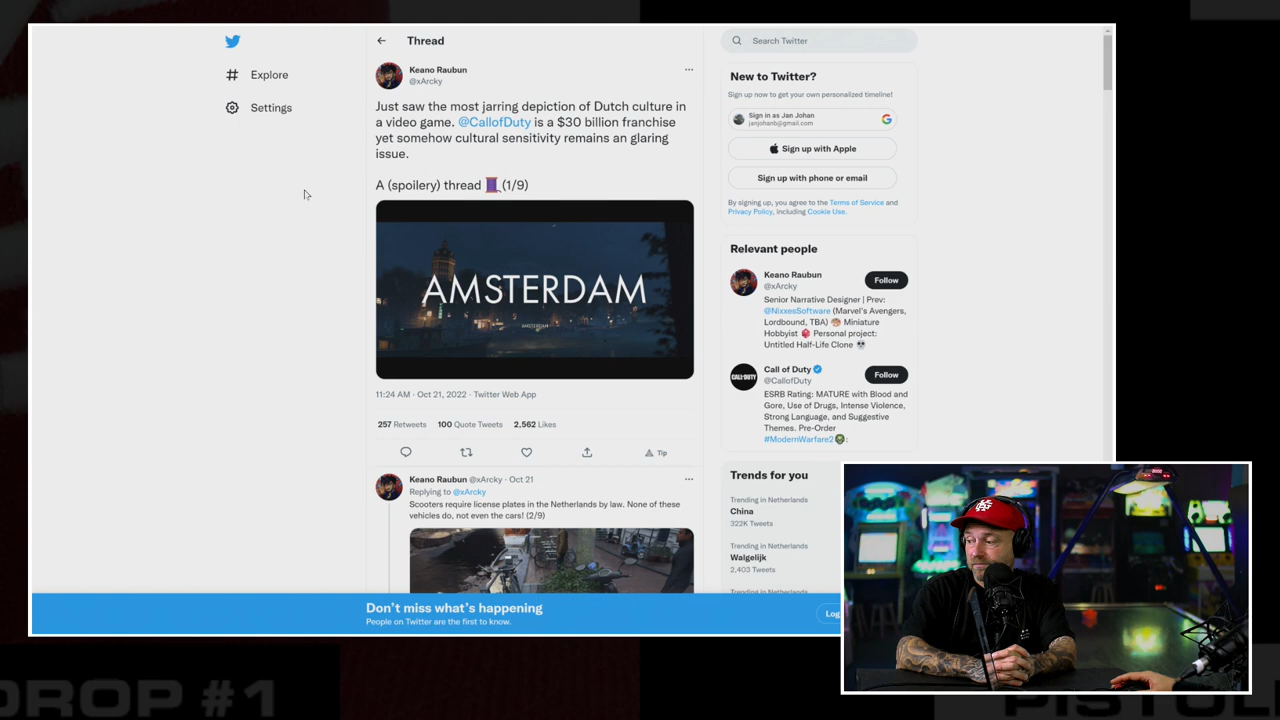 Explore
Settings
Thread
Keano Raubun
@xArcky
Just saw the most jarring depiction of Dutch culture in
a video game. @CallofDuty is a $30 billion franchise
yet somehow cultural sensitivity remains an glaring
issue.
A (spoilery) thread 🧵 (1/9)
AMSTERDAM
AMSTERDAM
11:24 AM · Oct 21, 2022 · Twitter Web App
257 Retweets 100 Quote Tweets 2,562 Likes
Tip
Keano Raubun @xArcky · Oct 21
Replying to @xArcky
Scooters require license plates in the Netherlands by law. None of these
vehicles do, not even the cars! (2/9)
Search Twitter
New to Twitter?
Sign up now to get your own personalized timeline!
Sign in as Jan Johan
janjohanb@gmail.com
Sign up with Apple
Sign up with phone or email
By signing up, you agree to the Terms of Service and
Privacy Policy, including Cookie Use.
Relevant people
Keano Raubun
@xArcky
Follow
Senior Narrative Designer | Prev:
@NixxesSoftware (Marvel's Avengers,
Lordbound, TBA) 👨‍🎨 Miniature
Hobbyist 👹 Personal project:
Untitled Half-Life Clone 💀
CALL·DUTY
Call of Duty
@CallofDuty
Follow
ESRB Rating: MATURE with Blood and
Gore, Use of Drugs, Intense Violence,
Strong Language, and Suggestive
Themes. Pre-Order
#ModernWarfare2 :
Trends for you
Trending in Netherlands
China
322K Tweets
Trending in Netherlands
Walgelijk
2,403 Tweets
Don't miss what's happening
People on Twitter are the first to know.
Log
DROP #1